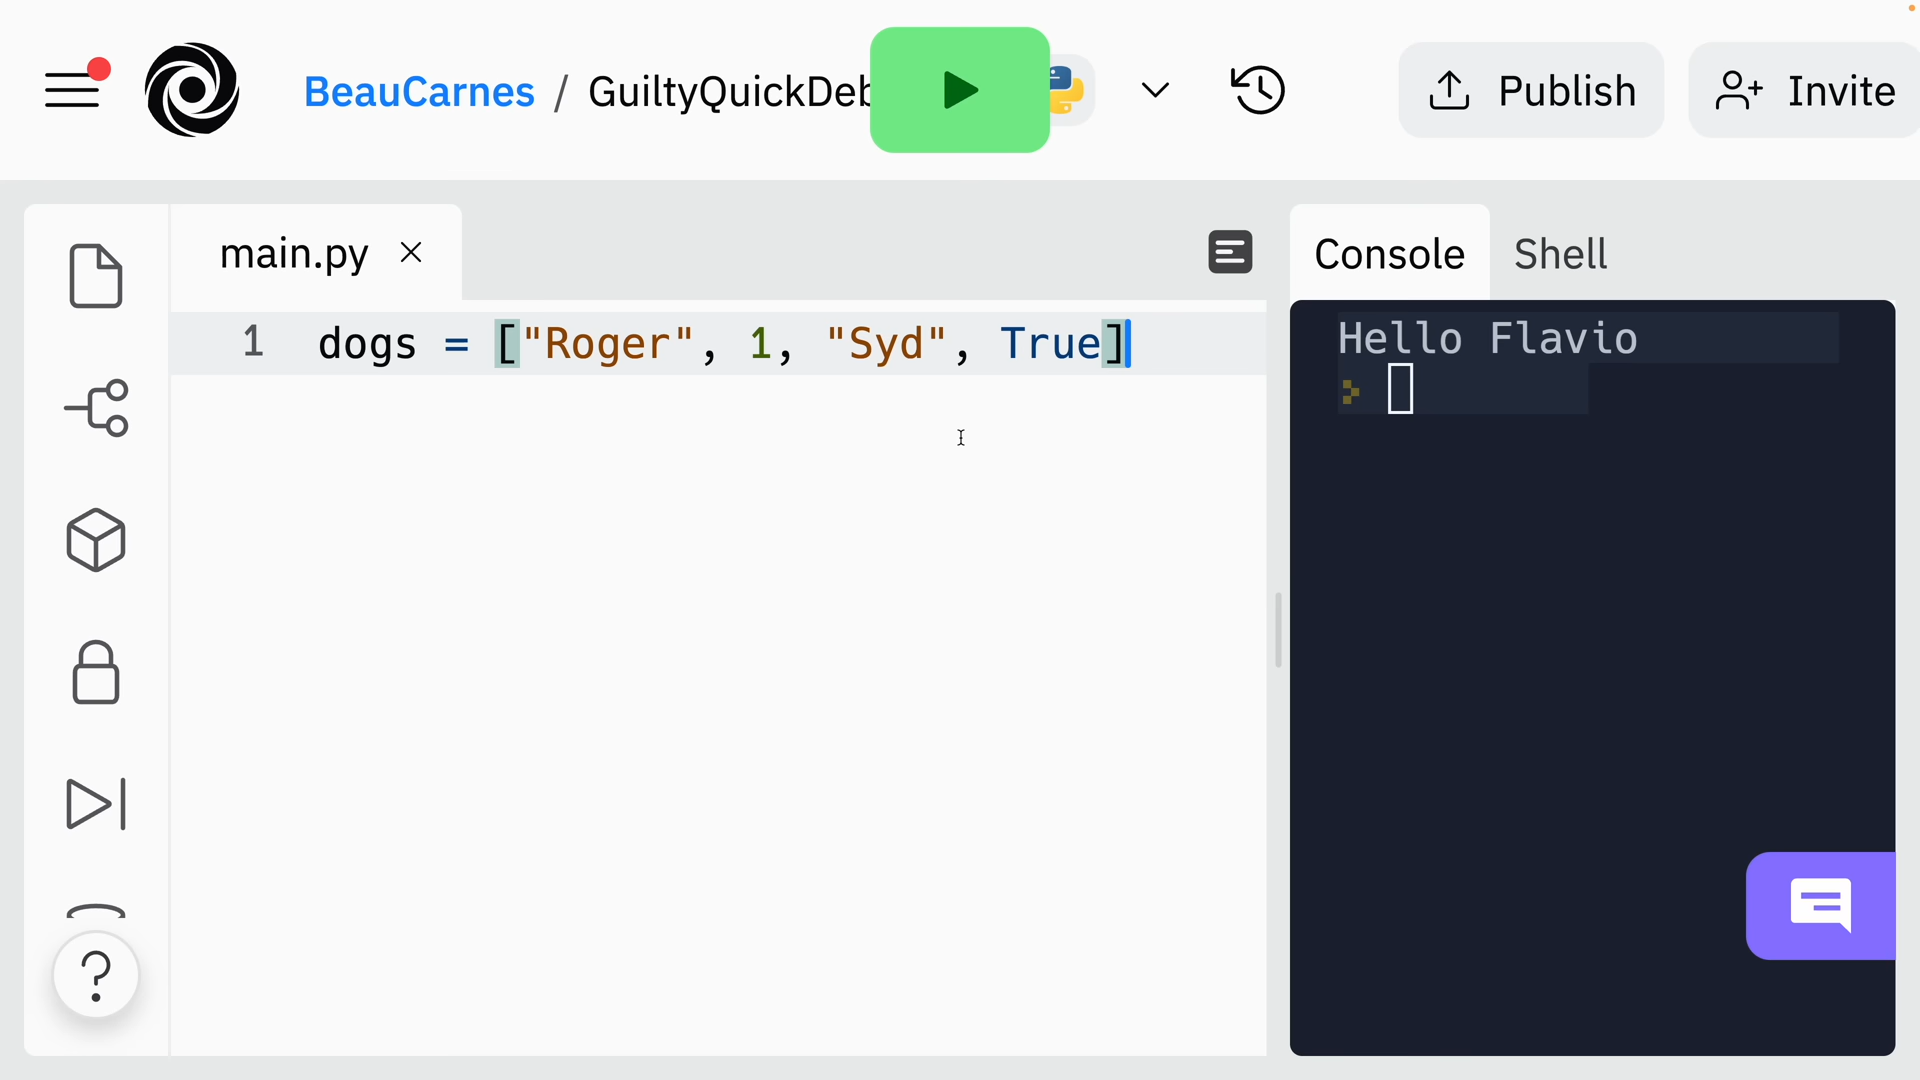 BeauCarnes / GuiltyQuickDeb
Publish
Invite
main.py
Console
Shell
1 dogs = ["Roger", 1, "Syd", True]
Hello Flavio
?